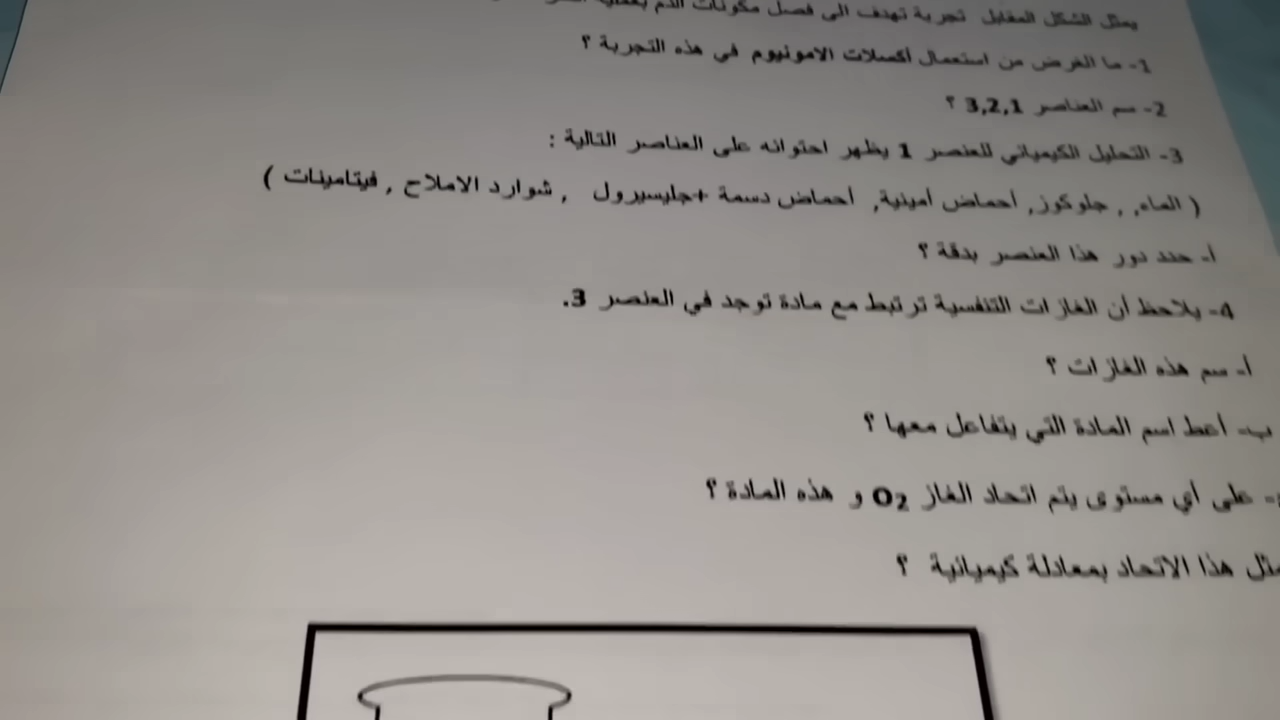 يمثل الشكل المقابل تجربة تهدف الى فصل مكونات الدم بعملية
1- ما الغرض من استعمال أكسلات الامونيوم في هذه التجربة ؟
2- سم العناصر 3,2,1 ؟
3- التحليل الكيميائي للعنصر 1 يظهر احتوائه على العناصر التالية :
( الماء, , جلوكوز, أحماض أمينية, أحماض دسمة +جليسيرول , شوارد الاملاح , فيتامينات )
أ- حدد دور هذا العنصر بدقة ؟
4- يلاحظ أن الغازات التنفسية ترتبط مع مادة توجد في العنصر 3.
أ- سم هذه الغازات ؟
ب- أعط اسم المادة التي يتفاعل معها ؟
- على أي مستوى يتم اتحاد الغاز O₂ و هذه المادة ؟
مثل هذا الاتحاد بمعادلة كيميائية ؟